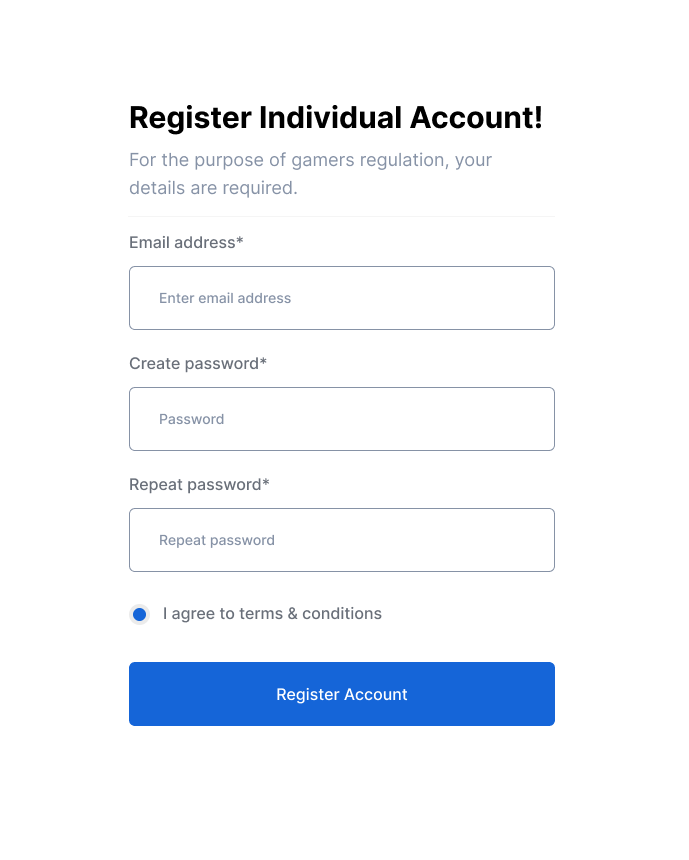 Register Individual Account!
For the purpose of gamers regulation, your
details are required.
Email address*
Enter email address
Create password*
Password
Repeat password*
Repeat password
I agree to terms & conditions
Register Account